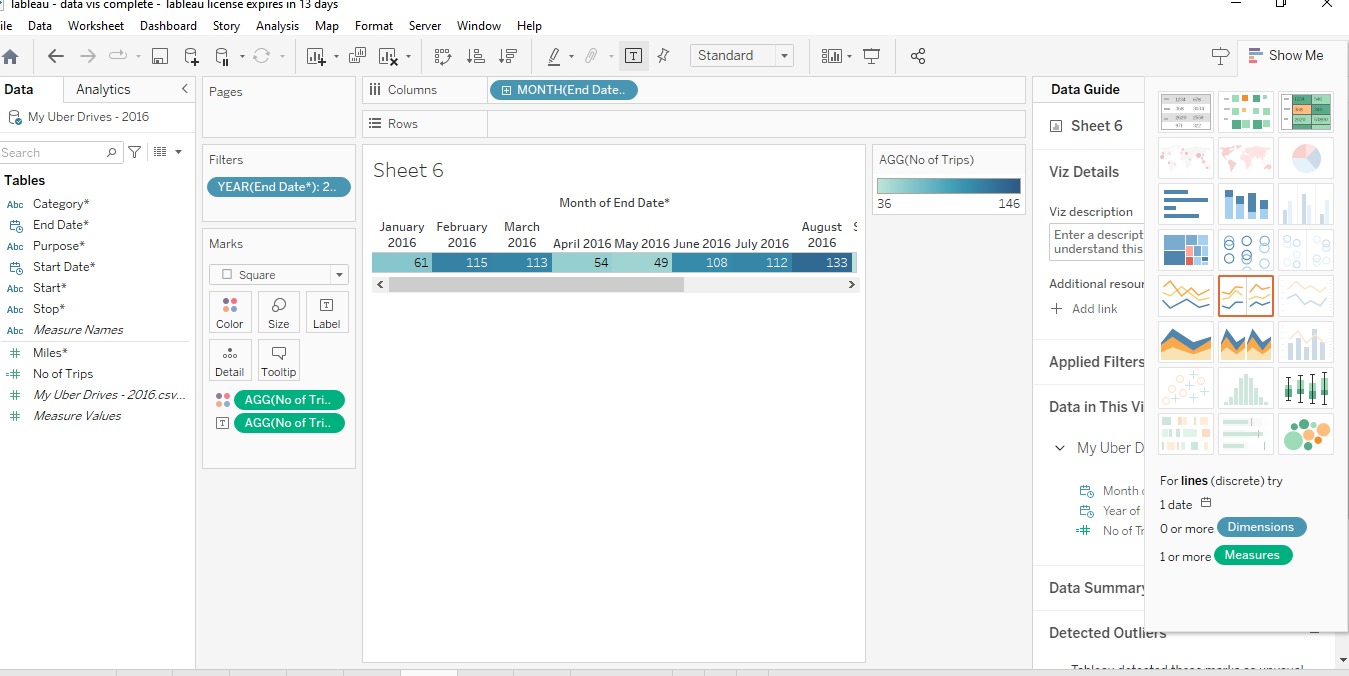 Tableau - data vis complete - Tableau license expires in 13 days
ile Data Worksheet Dashboard Story Analysis Map Format Server Window Help
Standard
Show Me
Data Analytics
My Uber Drives - 2016
Search
Tables
Abc Category*
End Date*
Abc Purpose*
Start Date*
Abc Start*
Abc Stop*
Abc Measure Names
# Miles*
=# No of Trips
# My Uber Drives - 2016.csv...
# Measure Values
Pages
Filters
YEAR(End Date*): 2..
Marks
Square
Color Size Label
Detail Tooltip
AGG(No of Tri..
AGG(No of Tri..
Columns MONTH(End Date..
Rows
Sheet 6
Month of End Date*
January 2016 February 2016 March 2016 April 2016 May 2016 June 2016 July 2016 August 2016 S
61 115 113 54 49 108 112 133
AGG(No of Trips)
36 146
Data Guide
Sheet 6
Viz Details
Viz description
Enter a descript
understand this
Additional resour
+ Add link
Applied Filters
Data in This Vi
My Uber D
Month o
Year of
=# No of Tr
Data Summary
Detected Outliers
Tableau detected these marks as unusual
For lines (discrete) try
1 date
0 or more Dimensions
1 or more Measures